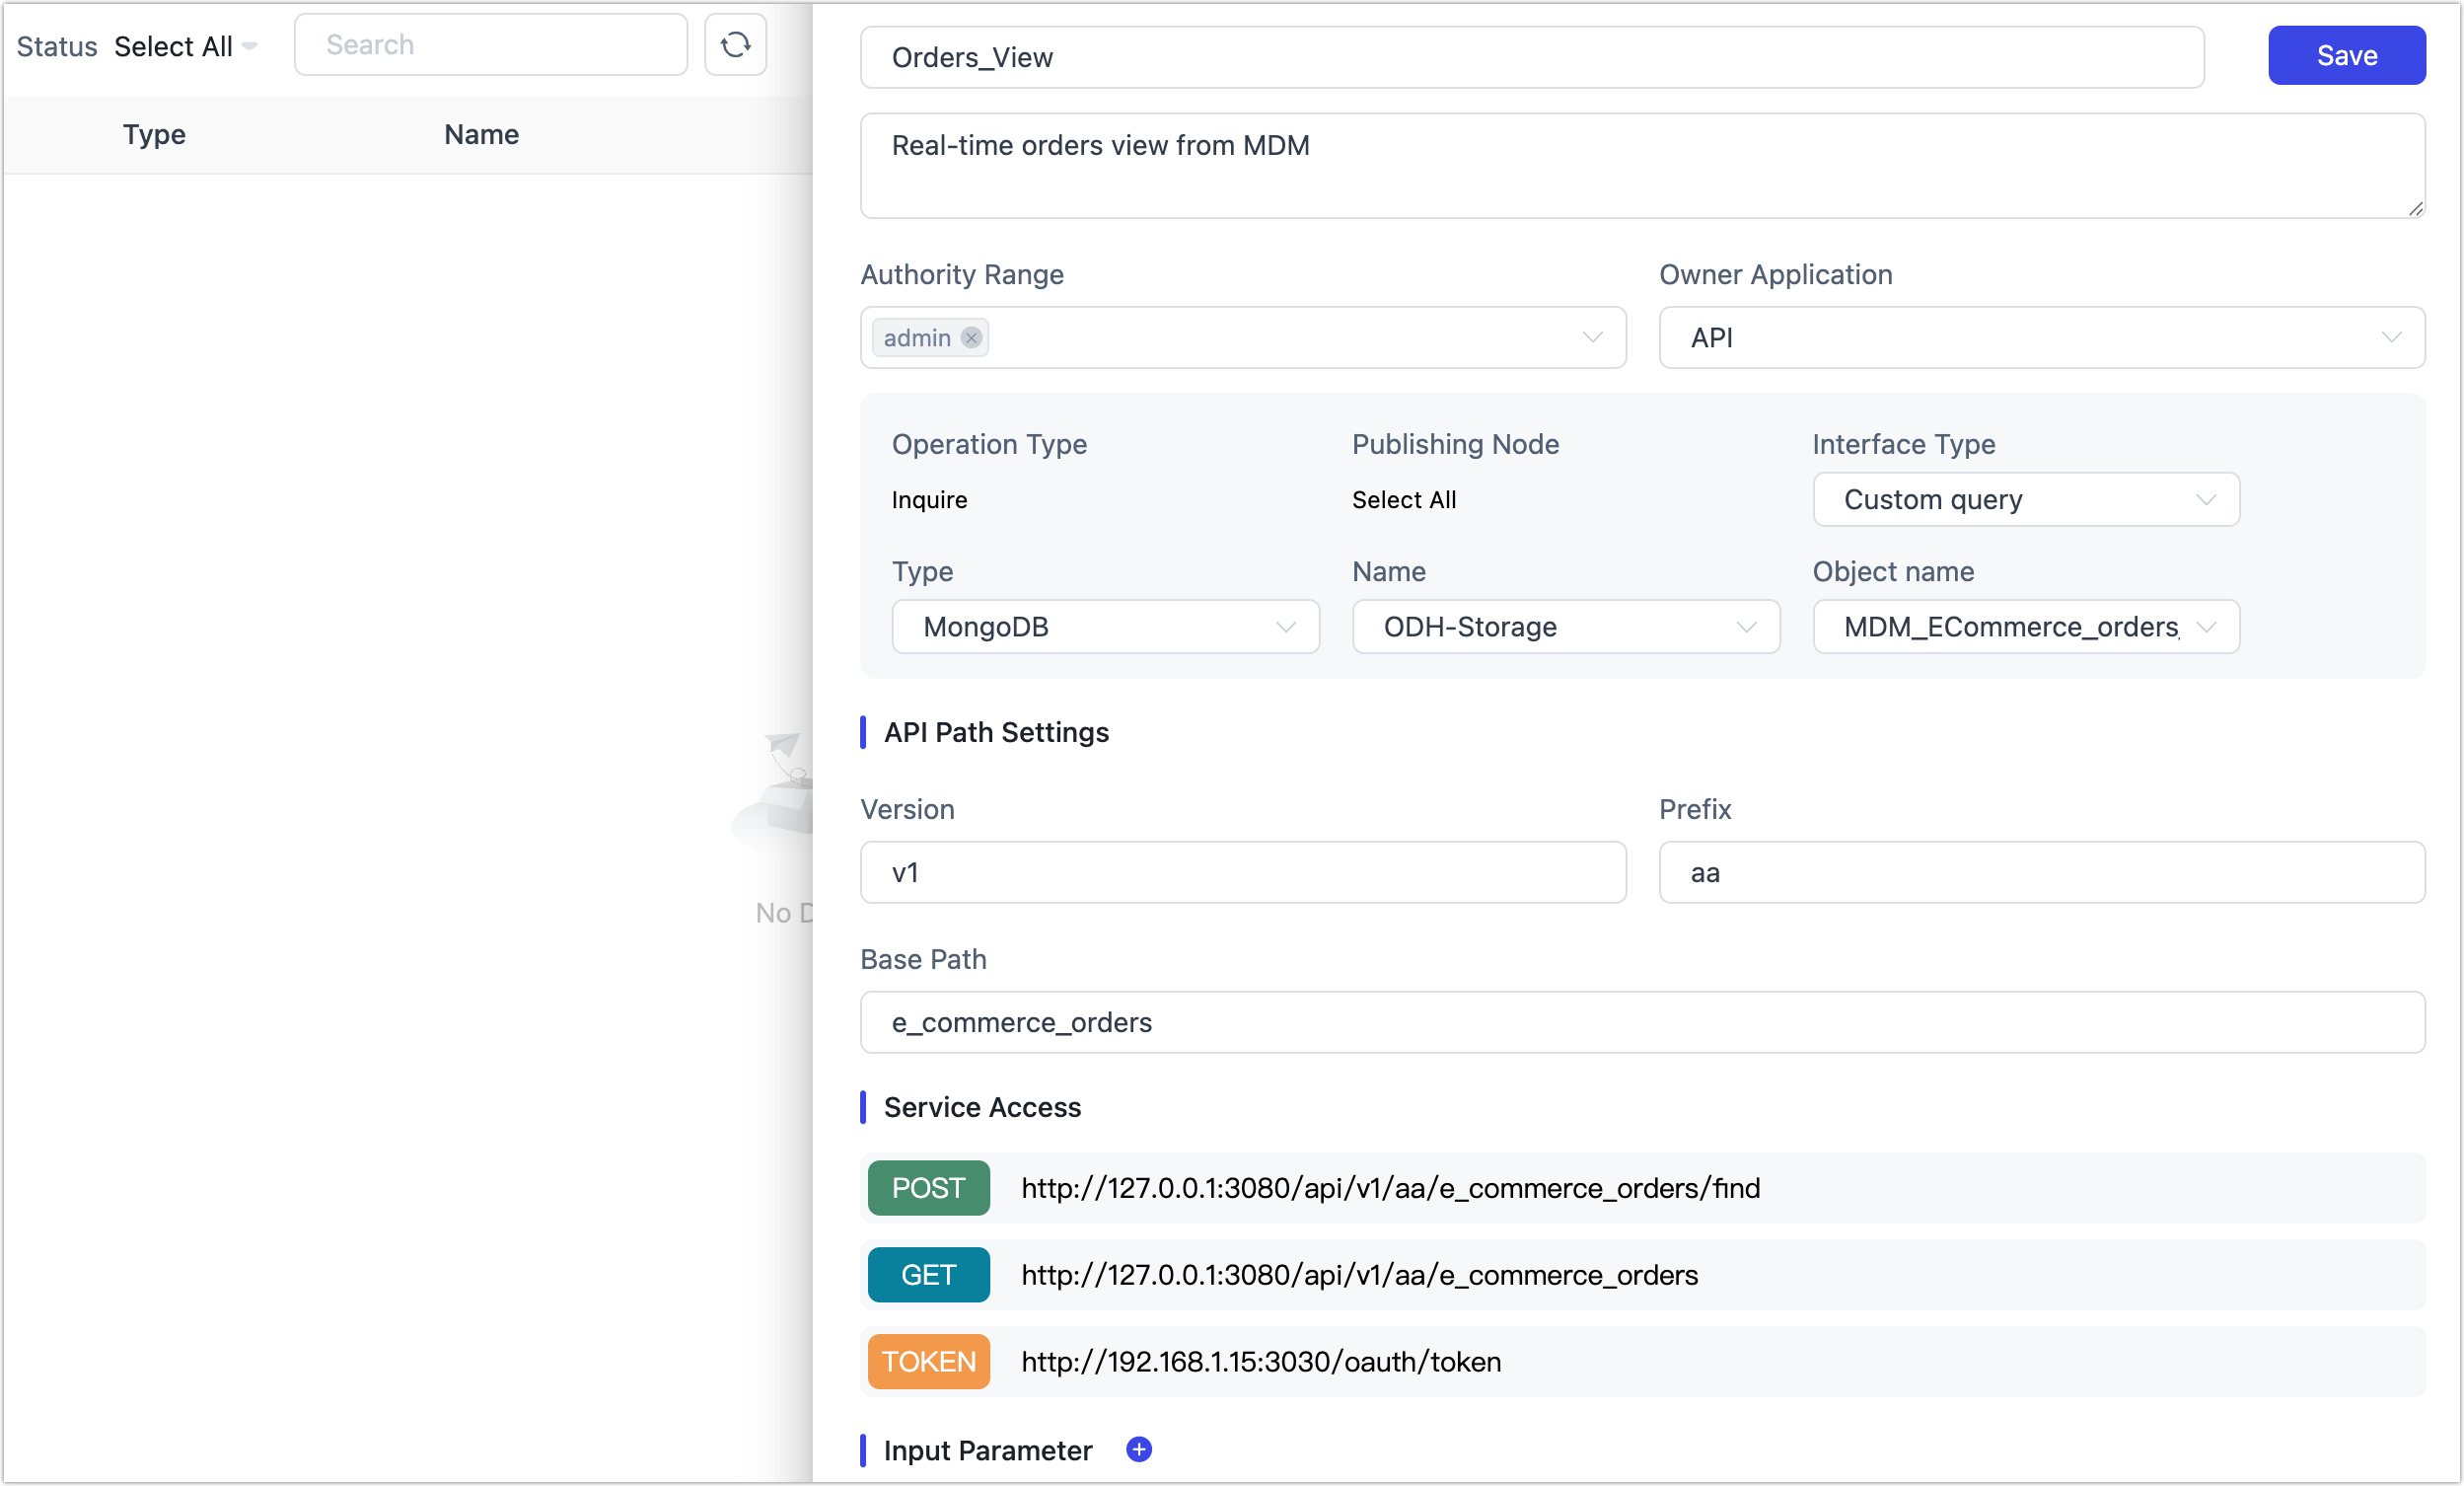 Status Select All Search
Type Name
No
Orders_View Save
Real-time orders view from MDM
Authority Range Owner Application
admin API
Operation Type Publishing Node Interface Type
Inquire Select All Custom query
Type Name Object name
MongoDB ODH-Storage MDM_ECommerce_orders
API Path Settings
Version Prefix
v1 aa
Base Path
e_commerce_orders
Service Access
POST http://127.0.0.1:3080/api/v1/aa/e_commerce_orders/find
GET http://127.0.0.1:3080/api/v1/aa/e_commerce_orders
TOKEN http://192.168.1.15:3030/oauth/token
Input Parameter